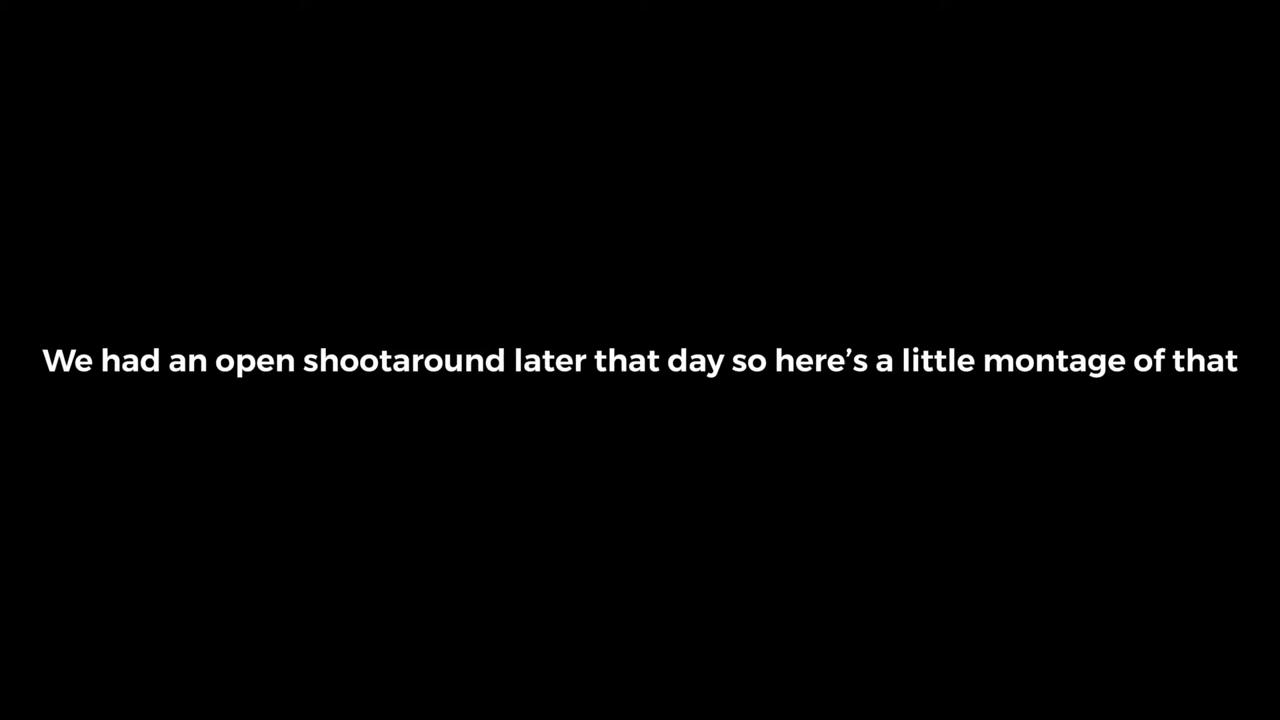 We had an open shootaround later that day so here’s a little montage of that